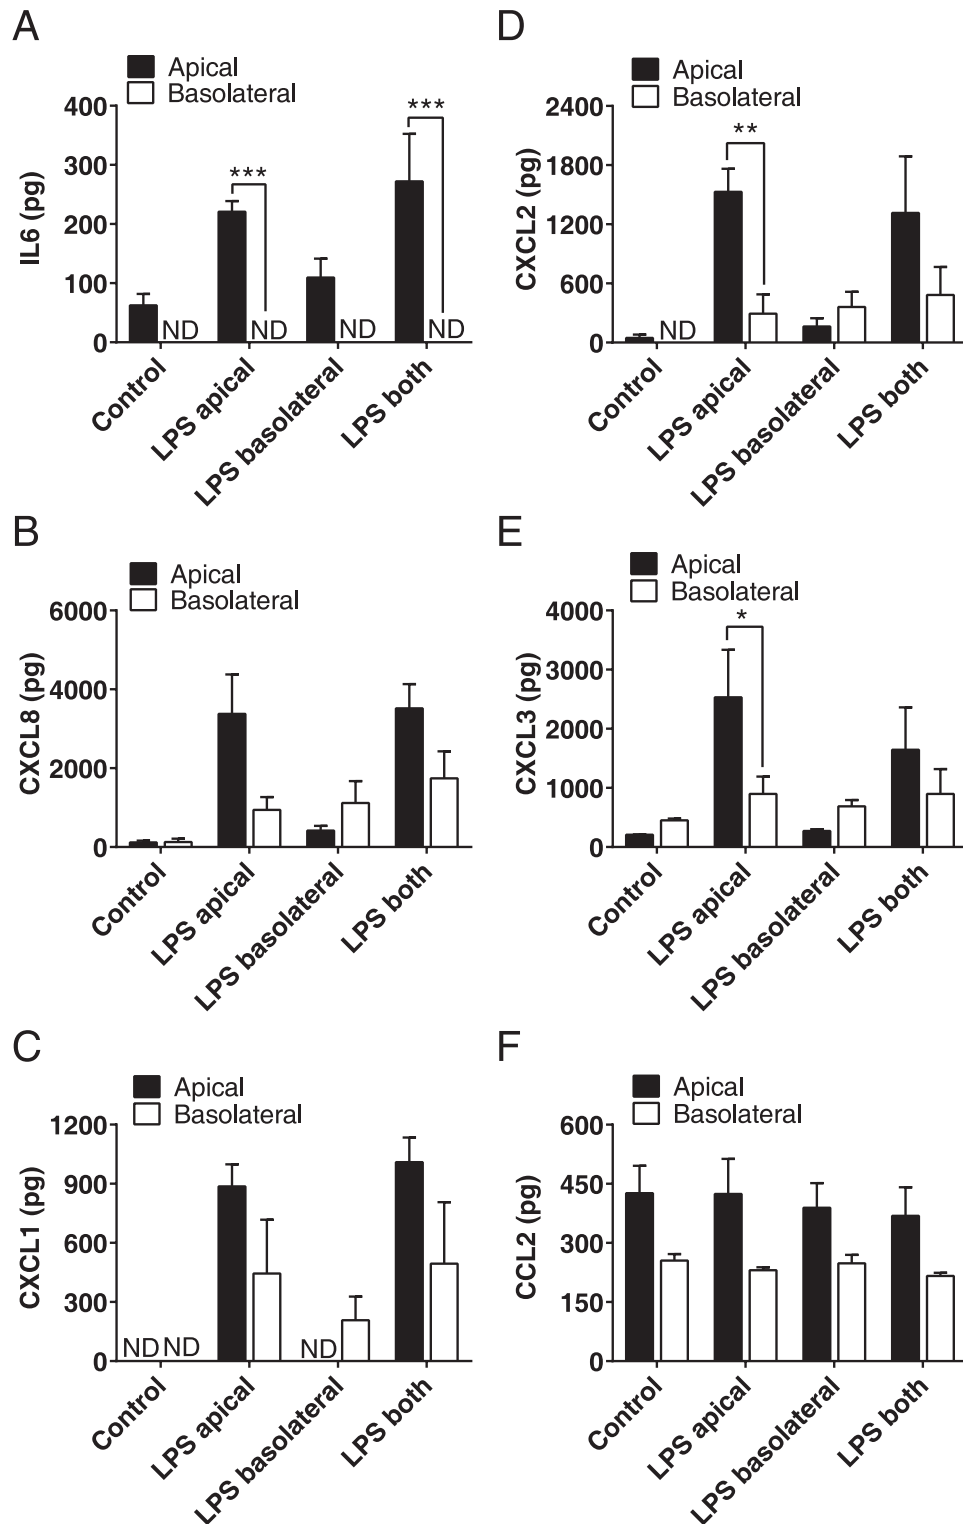 A
Apical
Basolateral
400
300
200
100
0
IL6 (pg)
***
***
ND
ND
ND
ND
Control
LPS apical
LPS basolateral
LPS both
D
Apical
Basolateral
2400
1800
1200
600
0
CXCL2 (pg)
**
ND
Control
LPS apical
LPS basolateral
LPS both
B
Apical
Basolateral
6000
4000
2000
0
CXCL8 (pg)
Control
LPS apical
LPS basolateral
LPS both
E
Apical
Basolateral
4000
3000
2000
1000
0
CXCL3 (pg)
*
Control
LPS apical
LPS basolateral
LPS both
C
Apical
Basolateral
1200
900
600
300
0
CXCL1 (pg)
ND ND
ND
Control
LPS apical
LPS basolateral
LPS both
F
Apical
Basolateral
600
450
300
150
0
CCL2 (pg)
Control
LPS apical
LPS basolateral
LPS both